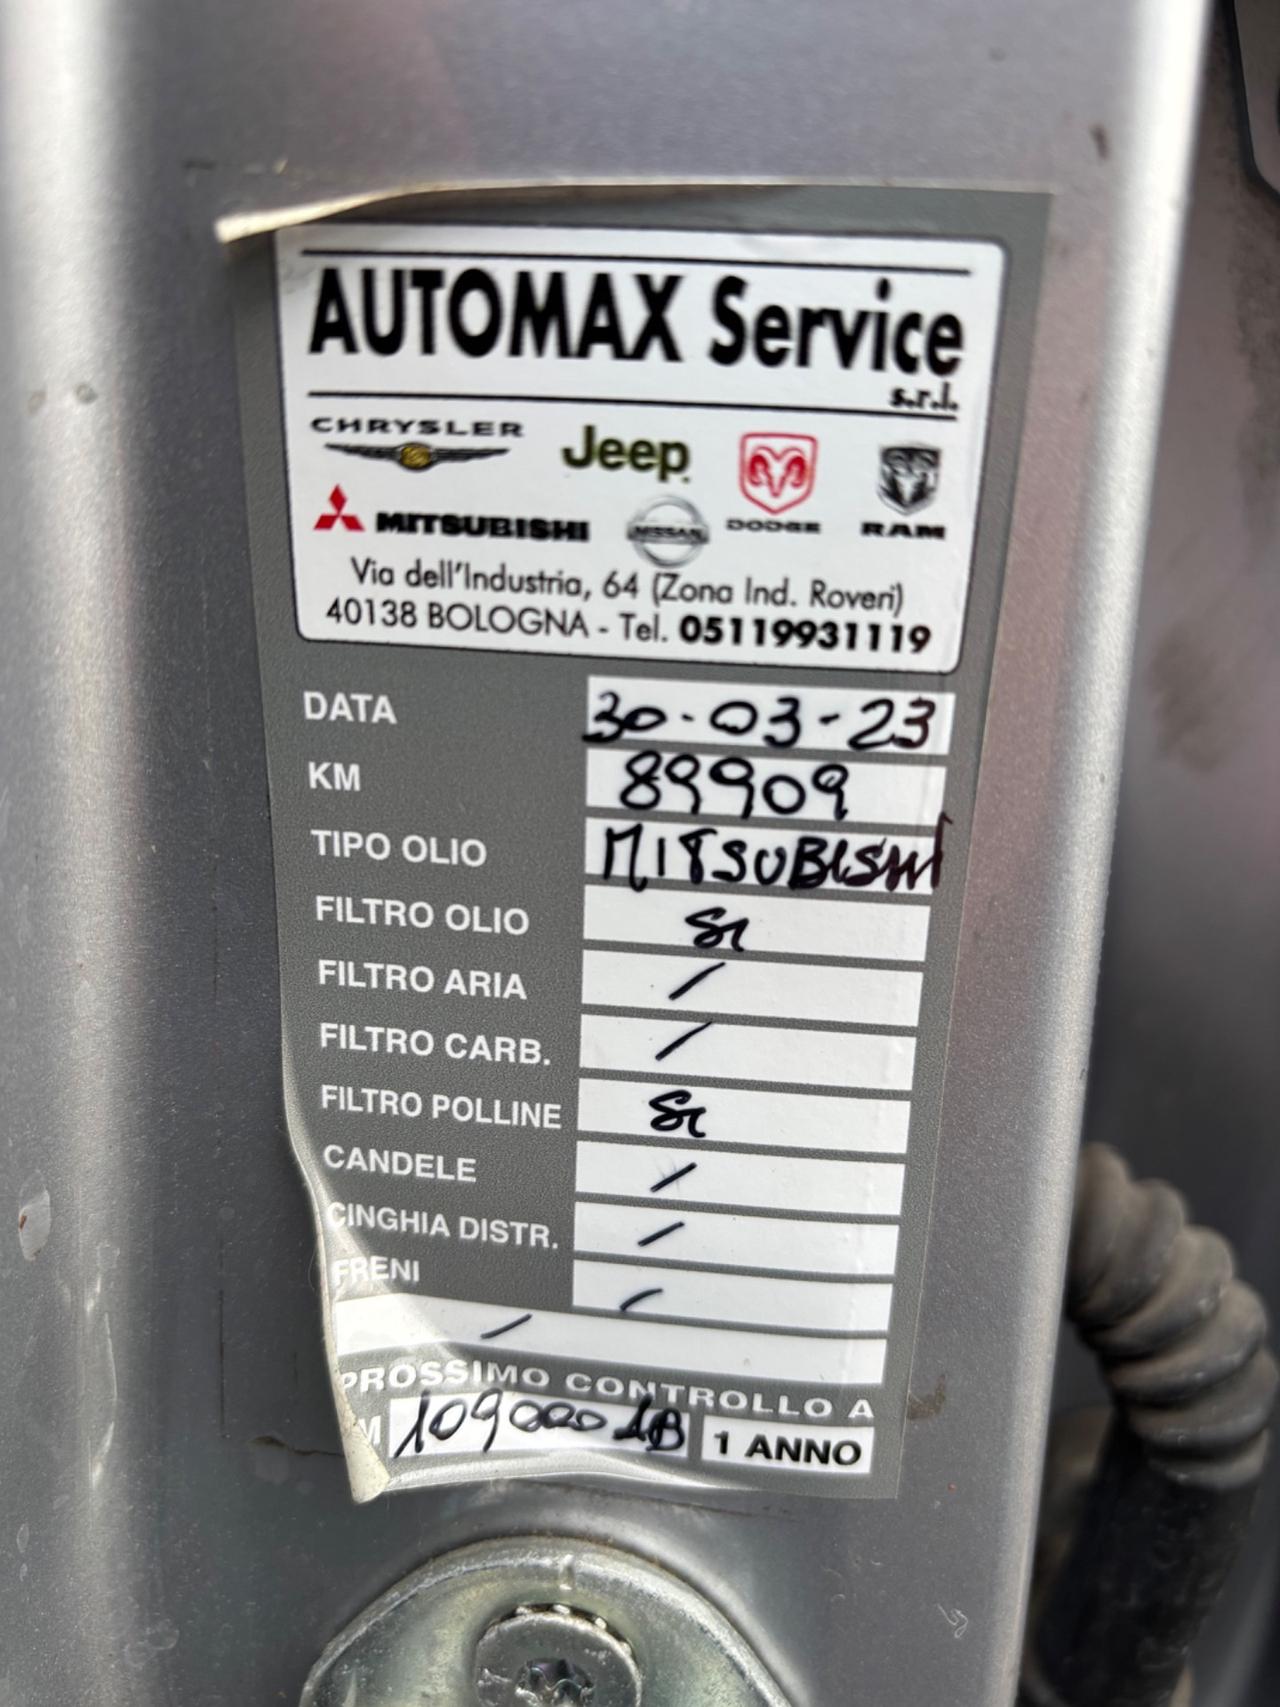 AUTOMAX Service
s.r.l.
CHRYSLER Jeep DODGE RAM
MITSUBISHI NISSAN
Via dell'Industria, 64 (Zona Ind. Roveri)
40138 BOLOGNA - Tel. 05119931119
DATA 30-03-23
KM 89909
TIPO OLIO MITSUBISHI
FILTRO OLIO SI
FILTRO ARIA /
FILTRO CARB. /
FILTRO POLLINE SI
CANDELE /
CINGHIA DISTR. /
FRENI /
/
PROSSIMO CONTROLLO A
M 109000 1 ANNO